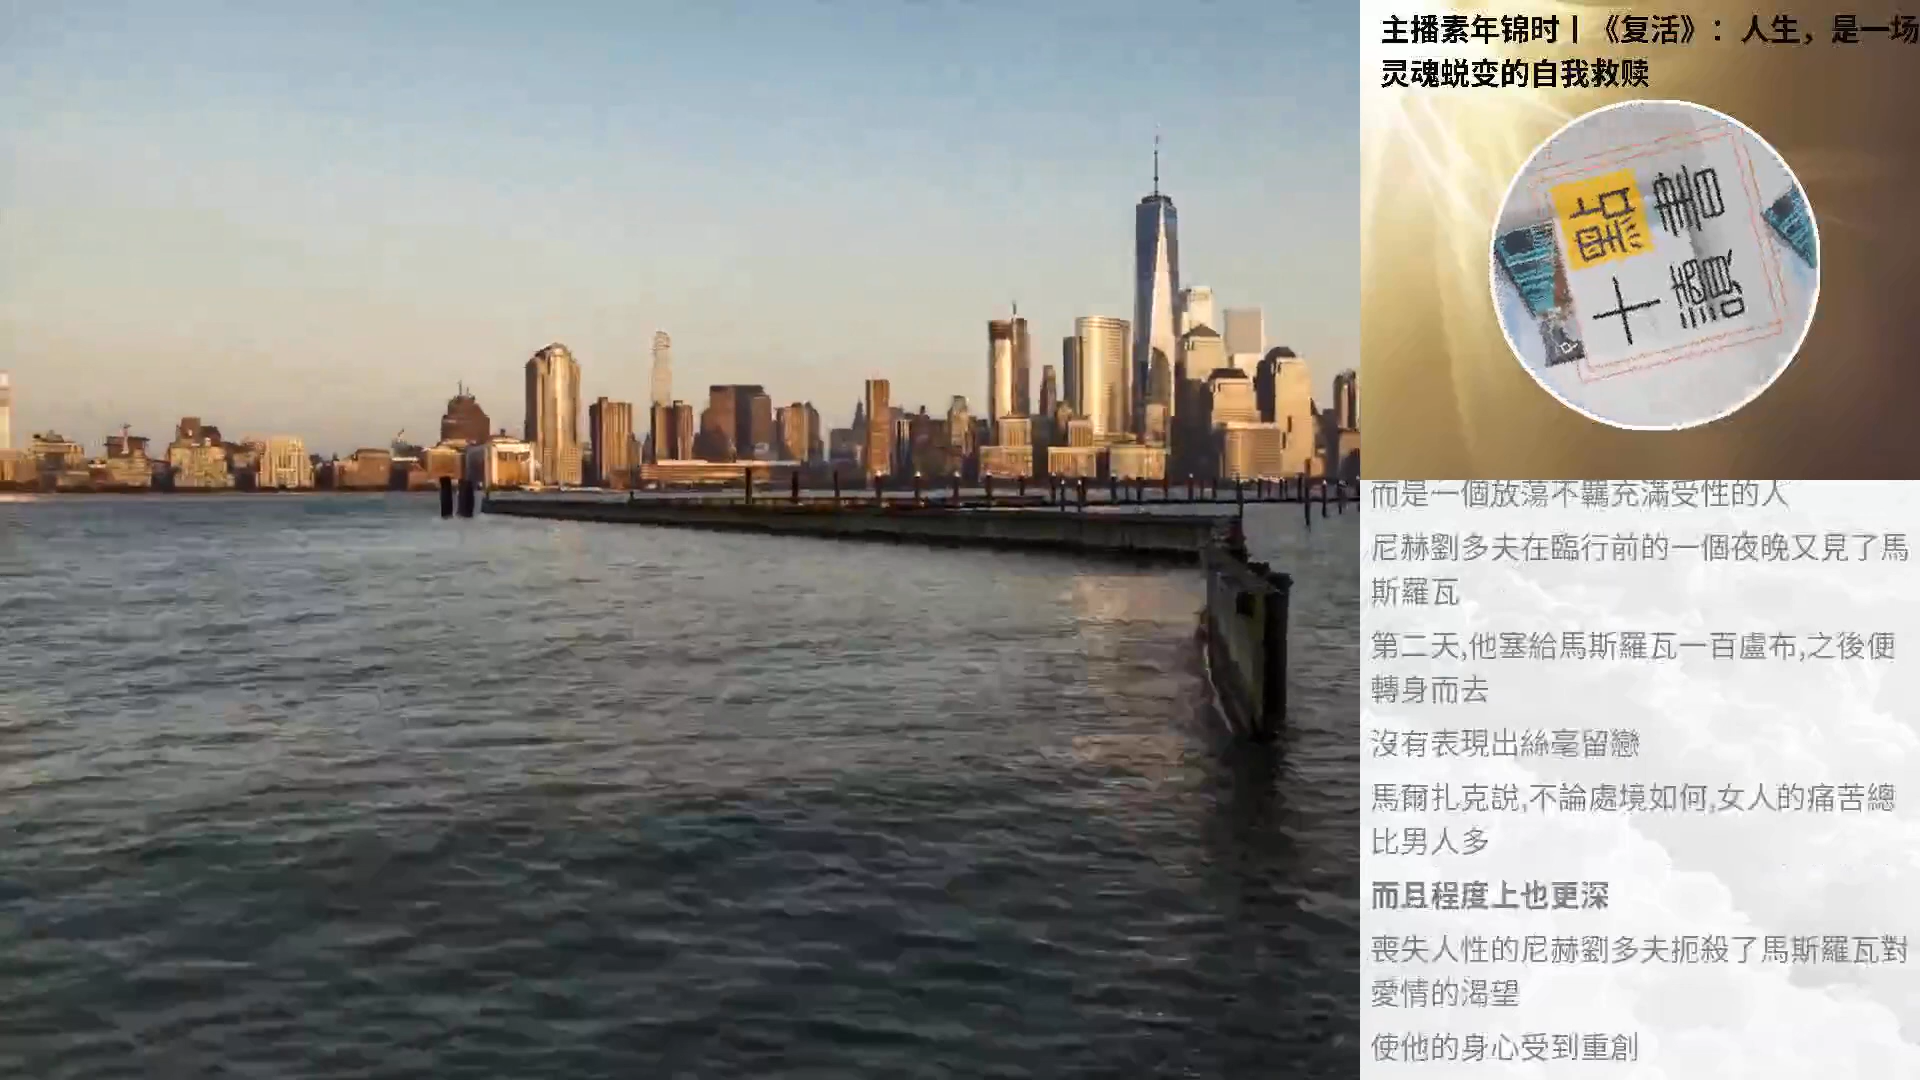 主播素年锦时丨《复活》：人生，是一场
灵魂蜕变的自我救赎
點
書
十
讀
而是一個放蕩不羈充滿受性的人
尼赫劉多夫在臨行前的一個夜晚又見了馬
斯羅瓦
第二天,他塞給馬斯羅瓦一百盧布,之後便
轉身而去
沒有表現出絲毫留戀
馬爾扎克說,不論處境如何,女人的痛苦總
比男人多
而且程度上也更深
喪失人性的尼赫劉多夫扼殺了馬斯羅瓦對
愛情的渴望
使他的身心受到重創